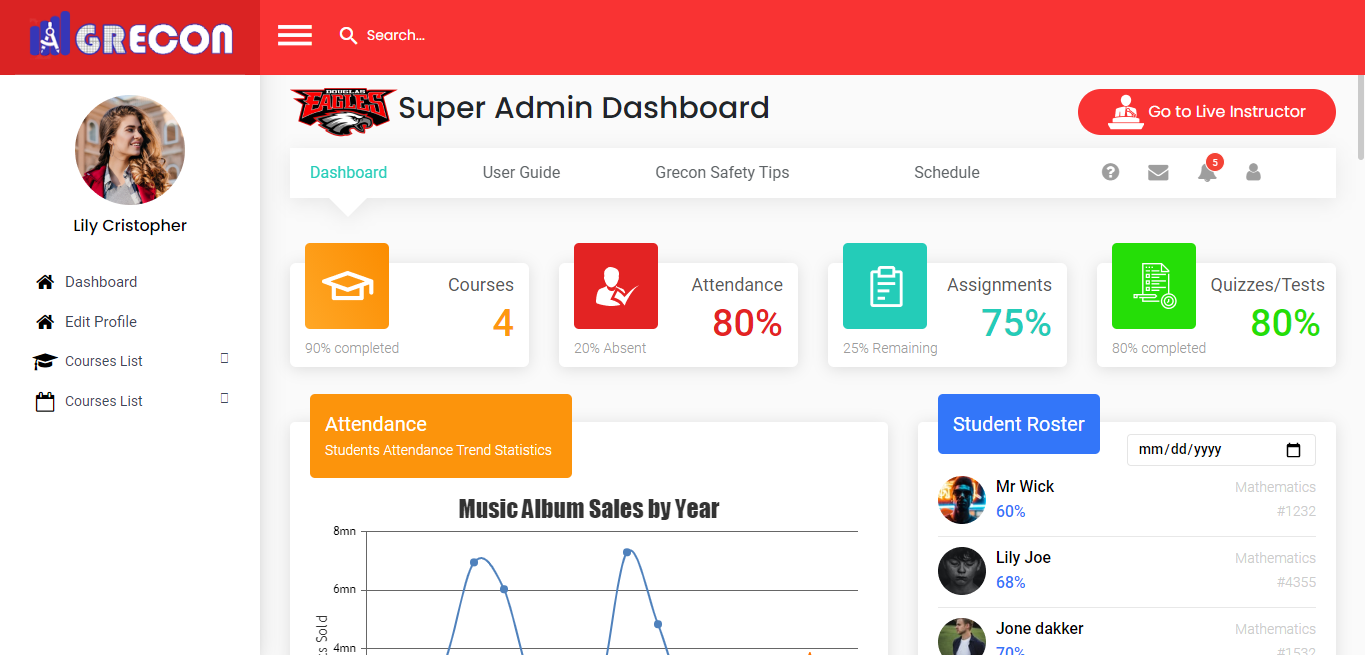 GRECON
Search...
DOUGLAS
EAGLES
Super Admin Dashboard
Go to Live Instructor
Lily Cristopher
Dashboard
Edit Profile
Courses List
Courses List
Dashboard
User Guide
Grecon Safety Tips
Schedule
5
Courses
4
90% completed
Attendance
80%
20% Absent
Assignments
75%
25% Remaining
Quizzes/Tests
80%
80% completed
Attendance
Students Attendance Trend Statistics
Music Album Sales by Year
8mn
6mn
4mn
Sold
Student Roster
mm/dd/yyyy
Mr Wick
Mathematics
60%
#1232
Lily Joe
Mathematics
68%
#4355
Jone dakker
Mathematics
70%
#1532